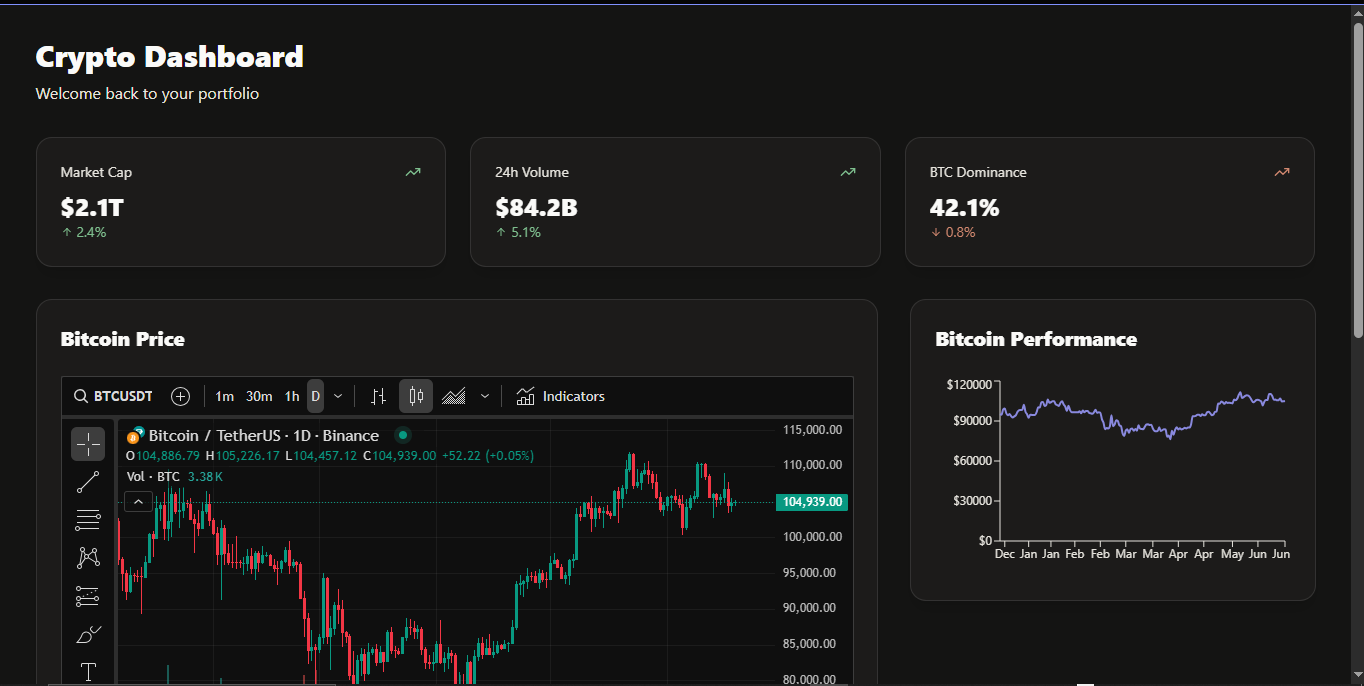 Crypto Dashboard
Welcome back to your portfolio
Market Cap
$2.1T
↑ 2.4%
24h Volume
$84.2B
↑ 5.1%
BTC Dominance
42.1%
↓ 0.8%
Bitcoin Price
BTCUSDT 1m 30m 1h D Indicators
Bitcoin / TetherUS · 1D · Binance
O104,886.79 H105,226.17 L104,457.12 C104,939.00 +52.22 (+0.05%)
Vol · BTC 3.38K
115,000.00
110,000.00
104,939.00
100,000.00
95,000.00
90,000.00
85,000.00
80,000.00
T
Bitcoin Performance
$120000
$90000
$60000
$30000
$0
Dec Jan Jan Feb Feb Mar Mar Apr Apr May Jun Jun